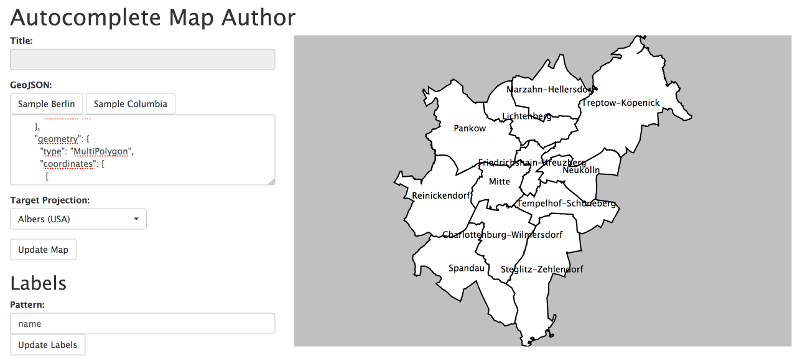 Autocomplete Map Author
Title:
GeoJSON:
Sample Berlin
Sample Columbia
},
"geometry": {
"type": "MultiPolygon",
"coordinates": [
[
Target Projection:
Albers (USA)
Update Map
Labels
Pattern:
name
Update Labels
Marzahn-Hellersdorf
Treptow-Köpenick
Lichtenberg
Pankow
Friedrichshain-Kreuzberg
Neukölln
Mitte
Reinickendorf
Tempelhof-Schöneberg
Charlottenburg-Wilmersdorf
Spandau
Steglitz-Zehlendorf